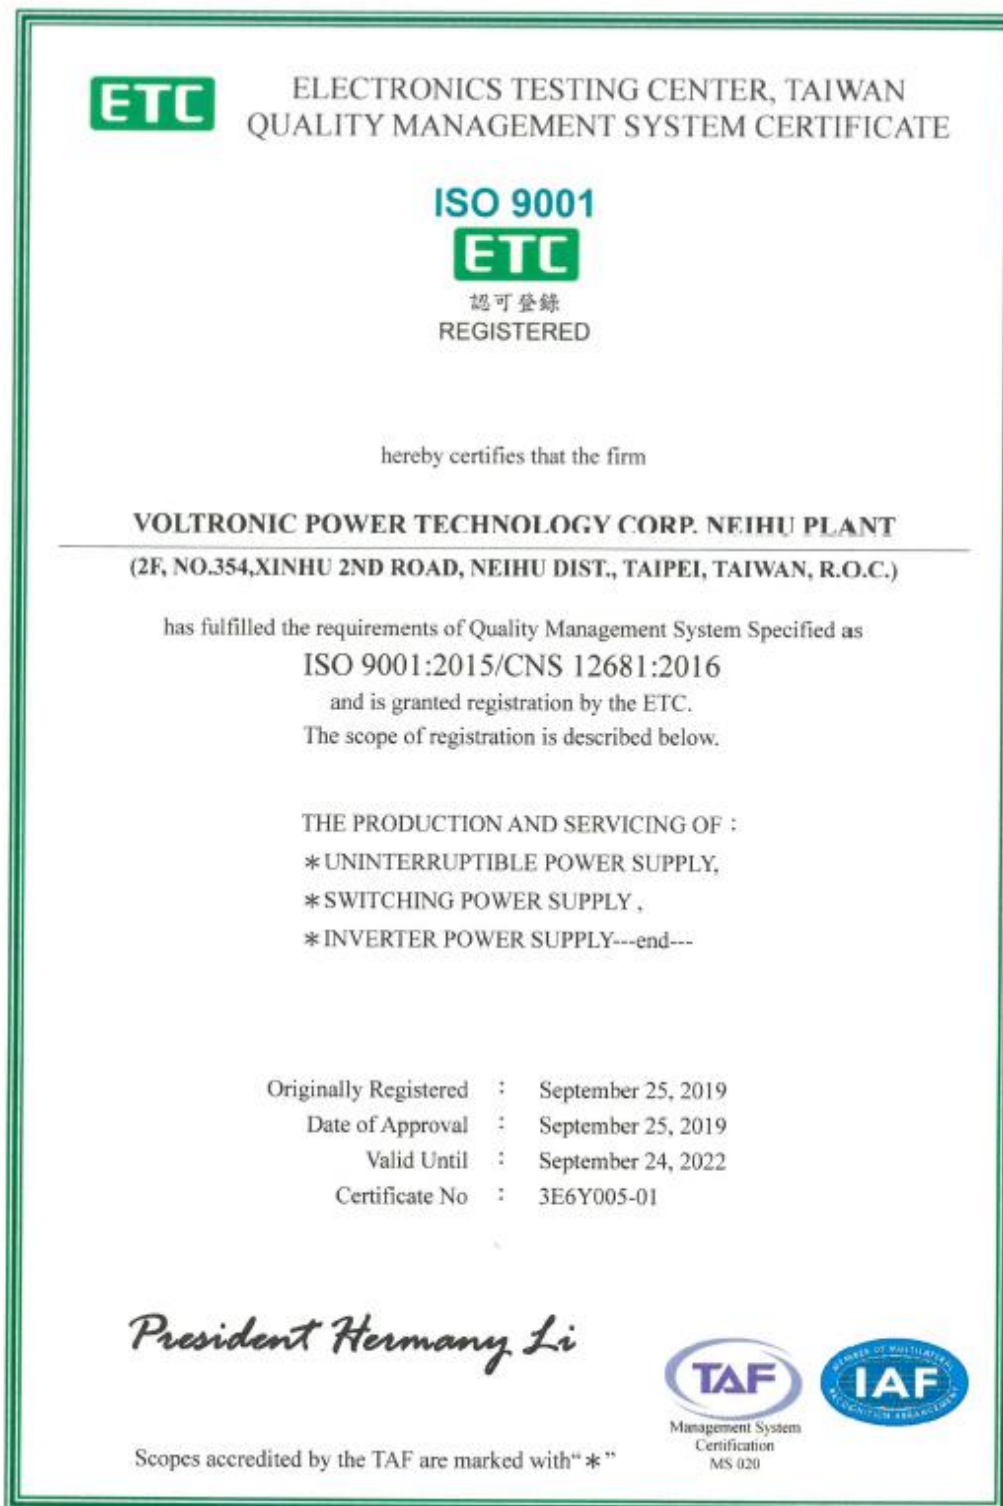 ETC
ELECTRONICS TESTING CENTER, TAIWAN
QUALITY MANAGEMENT SYSTEM CERTIFICATE
ISO 9001
ETC
認可登錄
REGISTERED
hereby certifies that the firm
VOLTRONIC POWER TECHNOLOGY CORP. NEIHU PLANT
(2F, NO.354,XINHU 2ND ROAD, NEIHU DIST., TAIPEI, TAIWAN, R.O.C.)
has fulfilled the requirements of Quality Management System Specified as
ISO 9001:2015/CNS 12681:2016
and is granted registration by the ETC.
The scope of registration is described below.
THE PRODUCTION AND SERVICING OF：
＊UNINTERRUPTIBLE POWER SUPPLY,
＊SWITCHING POWER SUPPLY ,
＊INVERTER POWER SUPPLY---end---
Originally Registered : September 25, 2019
Date of Approval : September 25, 2019
Valid Until : September 24, 2022
Certificate No : 3E6Y005-01
President Hermany Li
TAF
Management System
Certification
MS 020
MEMBER OF MULTILATERAL
IAF
RECOGNITION ARRANGEMENT
Scopes accredited by the TAF are marked with“＊”